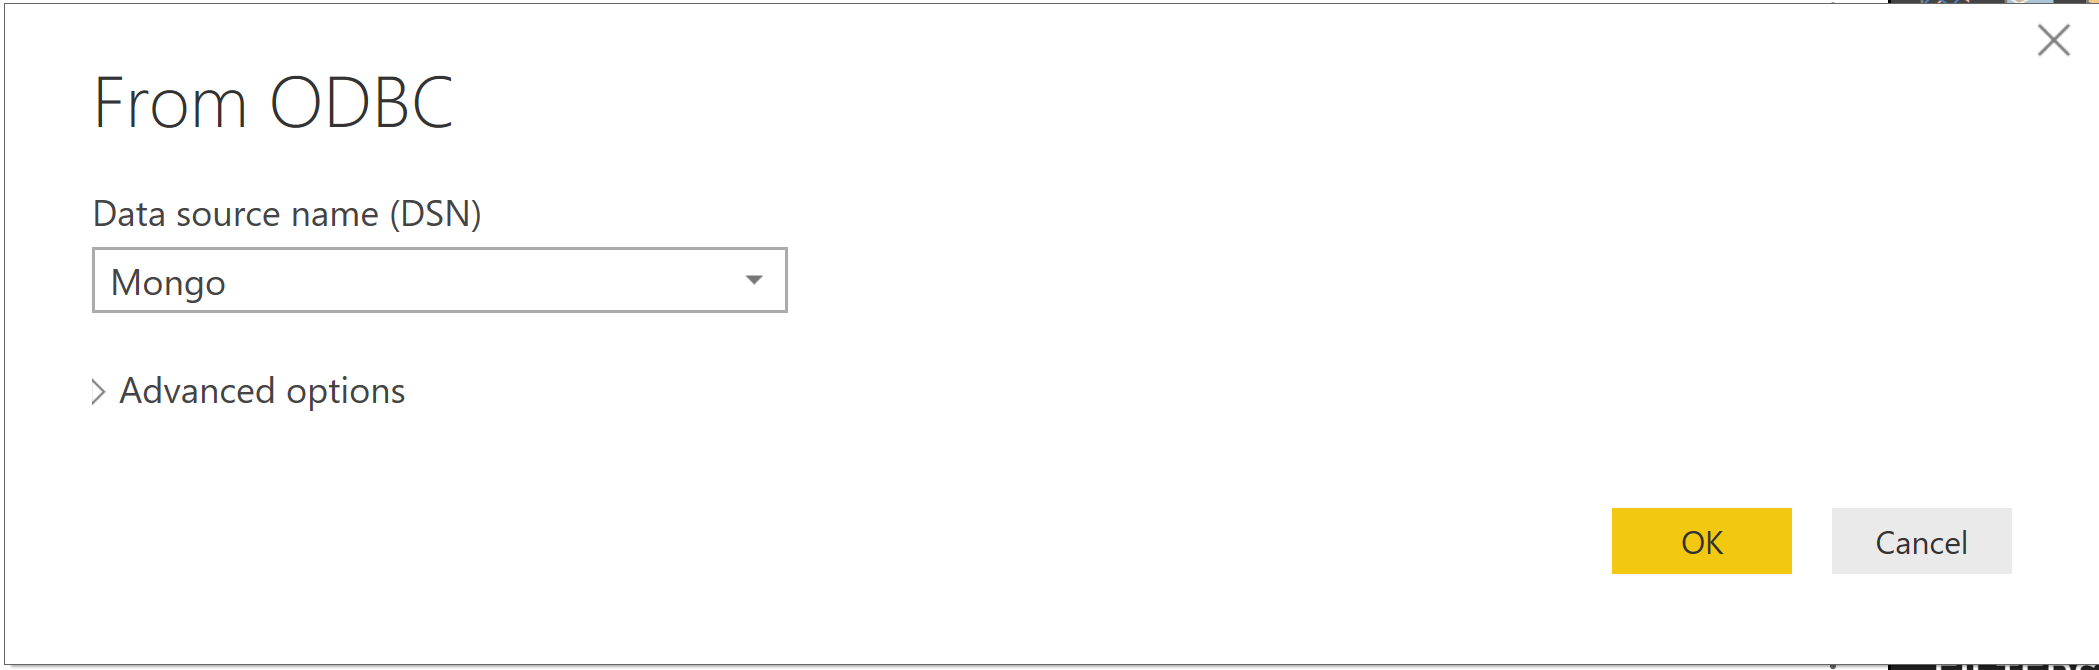 From ODBC
Data source name (DSN)
Mongo
Advanced options
OK
Cancel